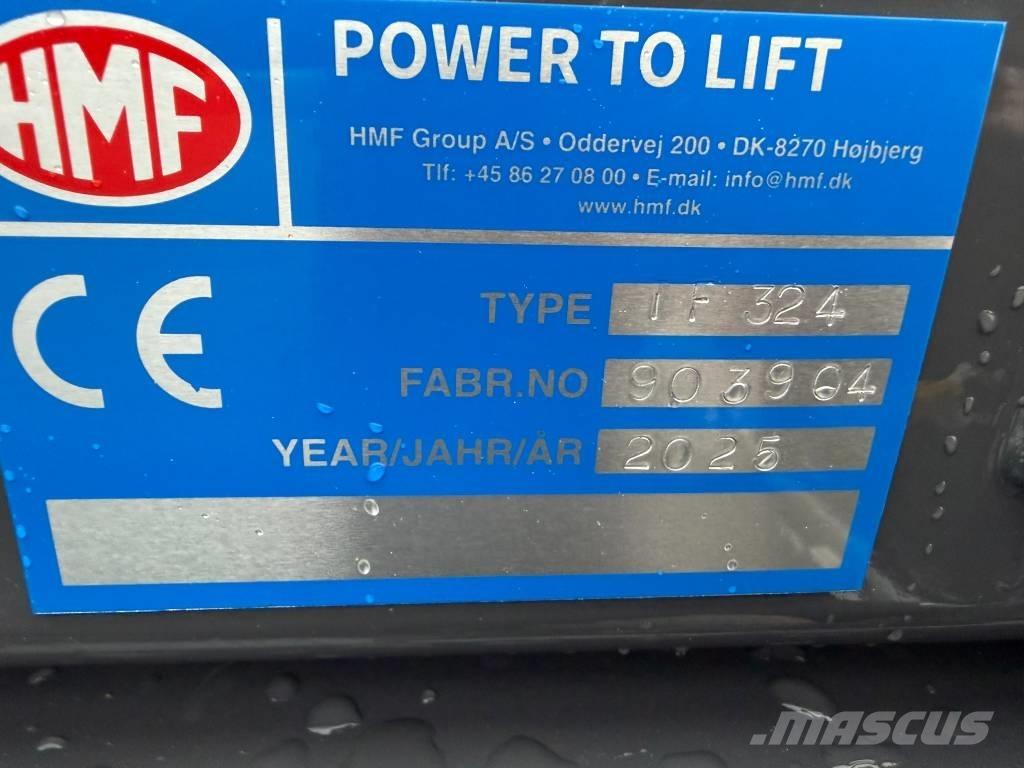 HMF
POWER TO LIFT
HMF Group A/S • Oddervej 200 • DK-8270 Højbjerg
Tlf: +45 86 27 08 00 • E-mail: info@hmf.dk
www.hmf.dk
CE
TYPE IF 324
FABR.NO 903904
YEAR/JAHR/ÅR 2025
MASCUS